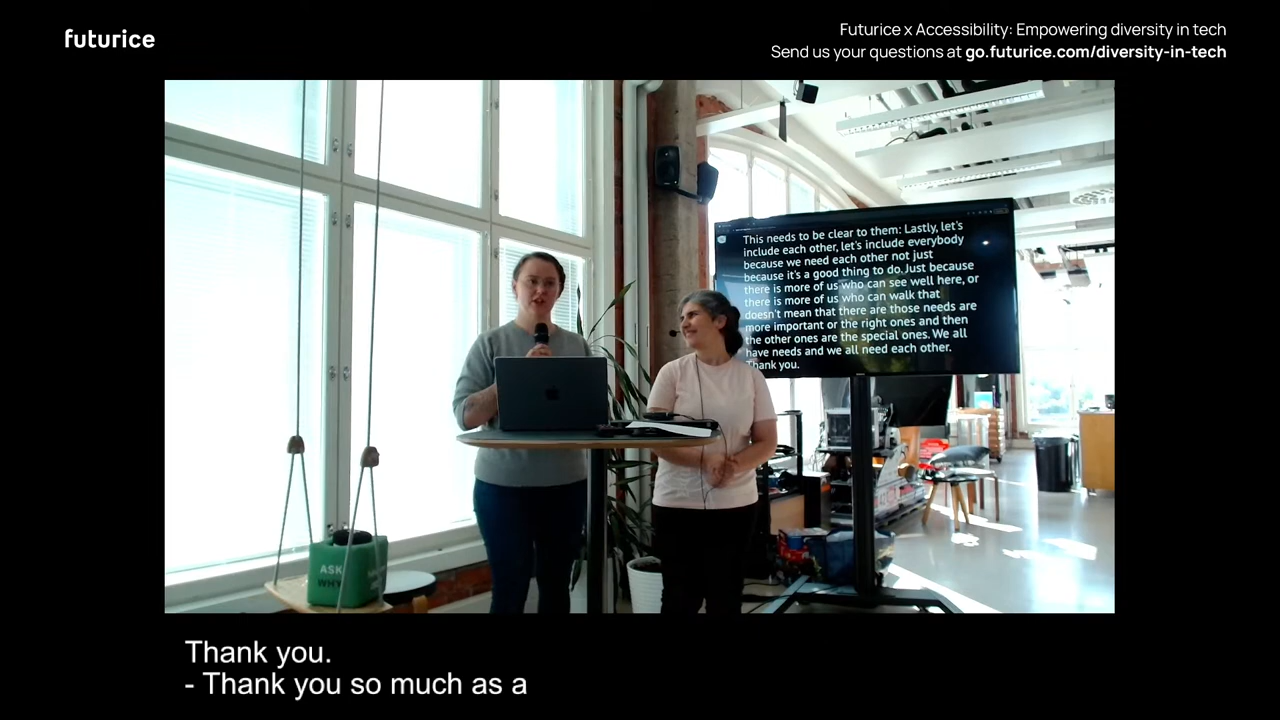 futurice
Futurice x Accessibility: Empowering diversity in tech
Send us your questions at go.futurice.com/diversity-in-tech
This needs to be clear to them: Lastly, let's
include each other, let's include everybody
because we need each other not just
because it's a good thing to do. Just because
there is more of us who can see well here, or
there is more of us who can walk that
doesn't mean that there are those needs are
more important or the right ones and then
the other ones are the special ones. We all
have needs and we all need each other.
Thank you.
ASK
WHY
Thank you.
- Thank you so much as a